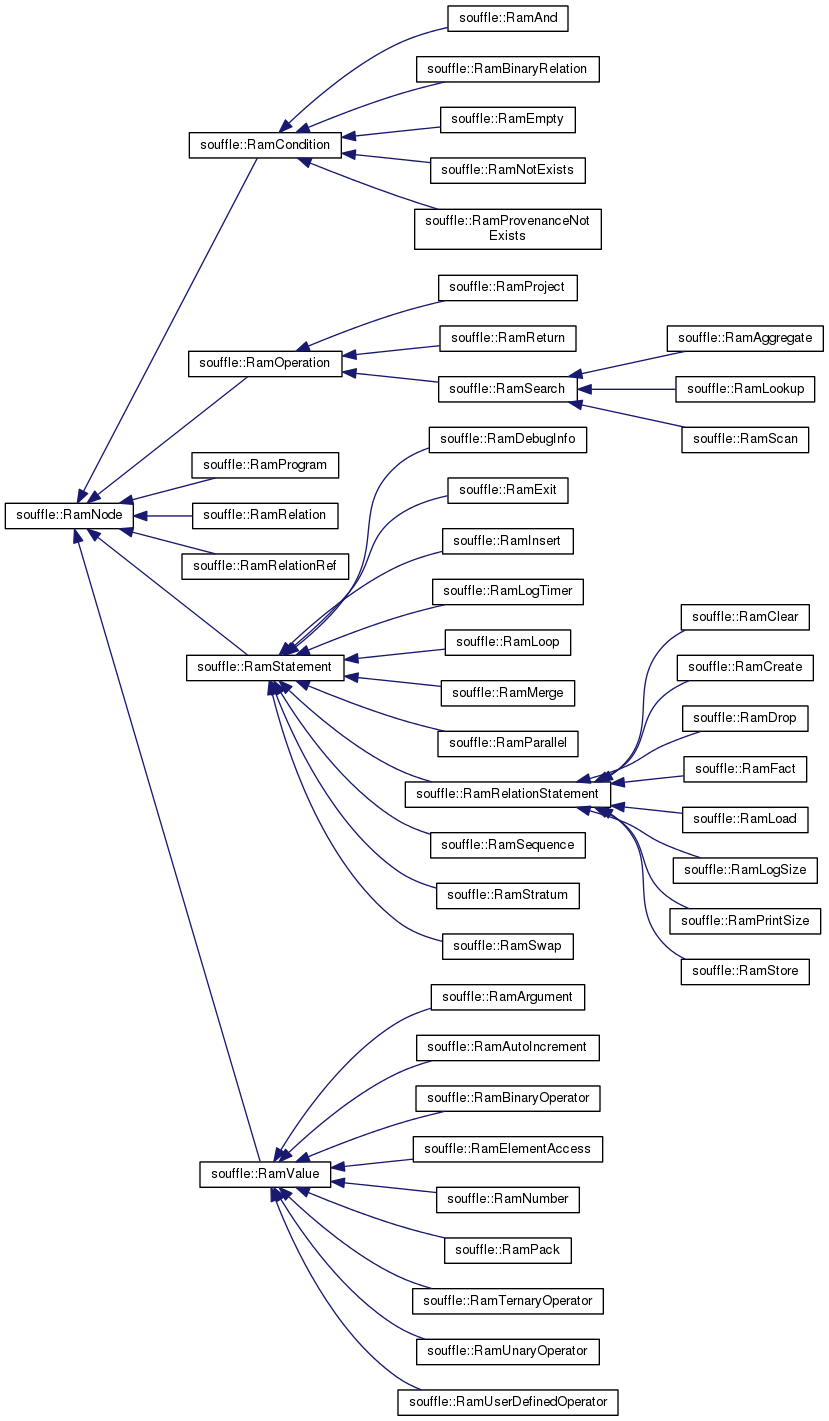 souffle::RamAnd
souffle::RamBinaryRelation
souffle::RamEmpty
souffle::RamCondition
souffle::RamNotExists
souffle::RamProvenanceNot
Exists
souffle::RamProject
souffle::RamReturn
souffle::RamAggregate
souffle::RamOperation
souffle::RamSearch
souffle::RamLookup
souffle::RamScan
souffle::RamDebugInfo
souffle::RamProgram
souffle::RamExit
souffle::RamNode
souffle::RamRelation
souffle::RamInsert
souffle::RamRelationRef
souffle::RamLogTimer
souffle::RamClear
souffle::RamLoop
souffle::RamStatement
souffle::RamCreate
souffle::RamMerge
souffle::RamDrop
souffle::RamParallel
souffle::RamFact
souffle::RamRelationStatement
souffle::RamLoad
souffle::RamSequence
souffle::RamLogSize
souffle::RamStratum
souffle::RamPrintSize
souffle::RamSwap
souffle::RamStore
souffle::RamArgument
souffle::RamAutoIncrement
souffle::RamBinaryOperator
souffle::RamElementAccess
souffle::RamValue
souffle::RamNumber
souffle::RamPack
souffle::RamTernaryOperator
souffle::RamUnaryOperator
souffle::RamUserDefinedOperator